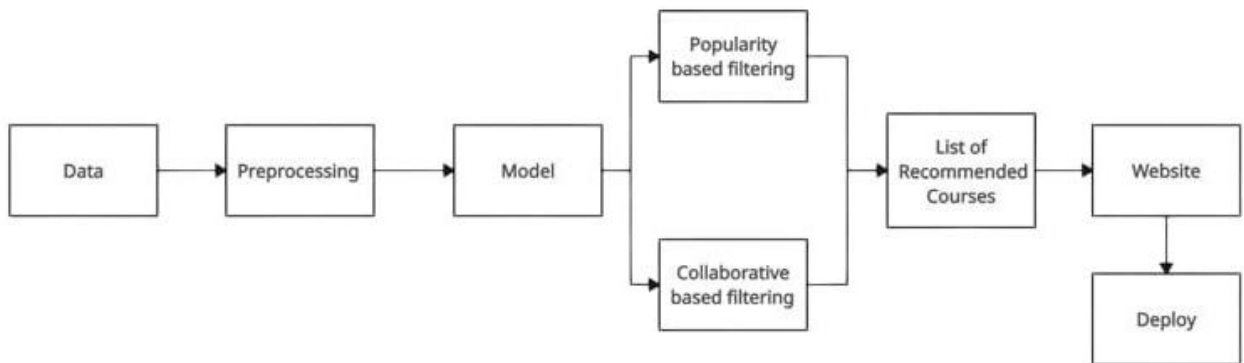 Data
Preprocessing
Model
Popularity
based filtering
Collaborative
based filtering
List of
Recommended
Courses
Website
Deploy